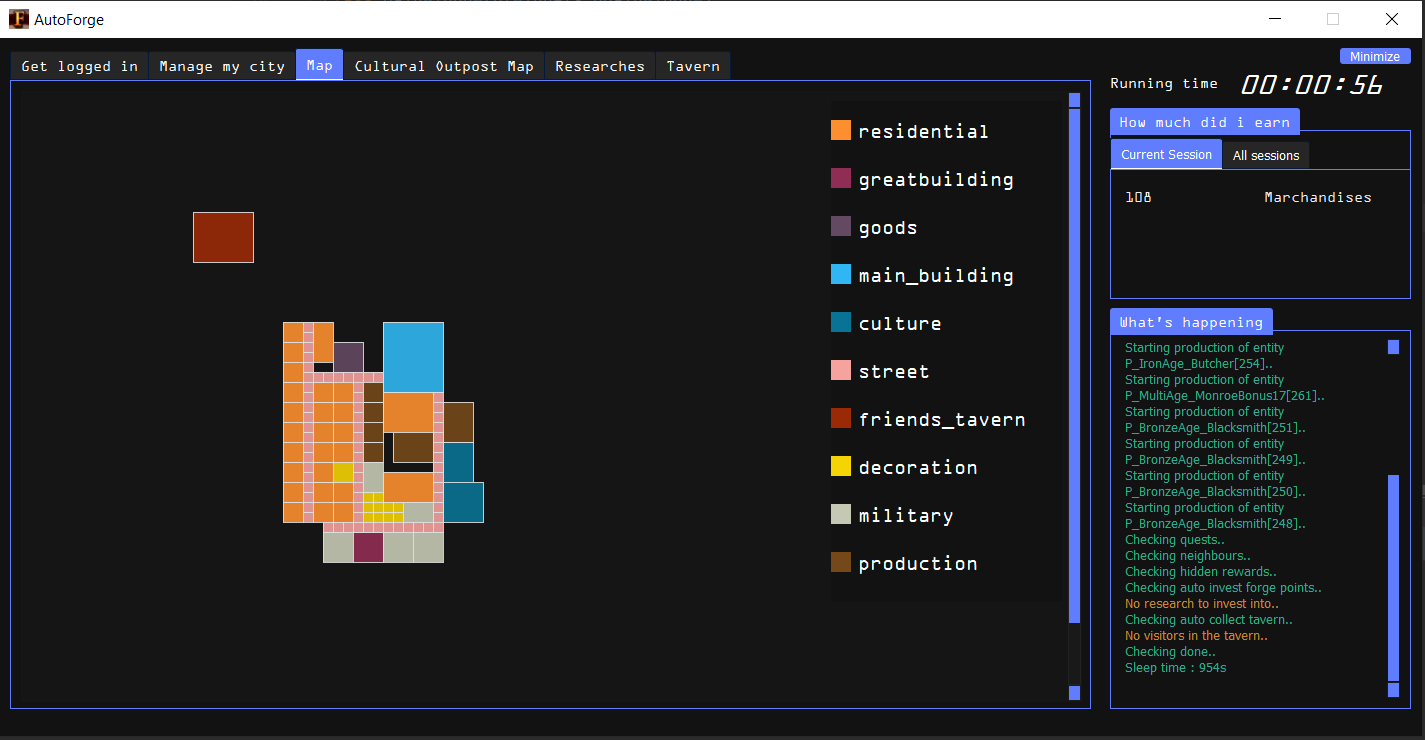 AutoForge
Minimize
Get logged in
Manage my city
Map
Cultural Outpost Map
Researches
Tavern
Running time
00:00:56
residential
greatbuilding
goods
main_building
culture
street
friends_tavern
decoration
military
production
How much did i earn
Current Session
All sessions
108
Marchandises
What's happening
Starting production of entity
P_IronAge_Butcher[254]..
Starting production of entity
P_MultiAge_MonroeBonus17[261]..
Starting production of entity
P_BronzeAge_Blacksmith[251]..
Starting production of entity
P_BronzeAge_Blacksmith[249]..
Starting production of entity
P_BronzeAge_Blacksmith[250]..
Starting production of entity
P_BronzeAge_Blacksmith[248]..
Checking quests..
Checking neighbours..
Checking hidden rewards..
Checking auto invest forge points..
No research to invest into..
Checking auto collect tavern..
No visitors in the tavern..
Checking done..
Sleep time : 954s